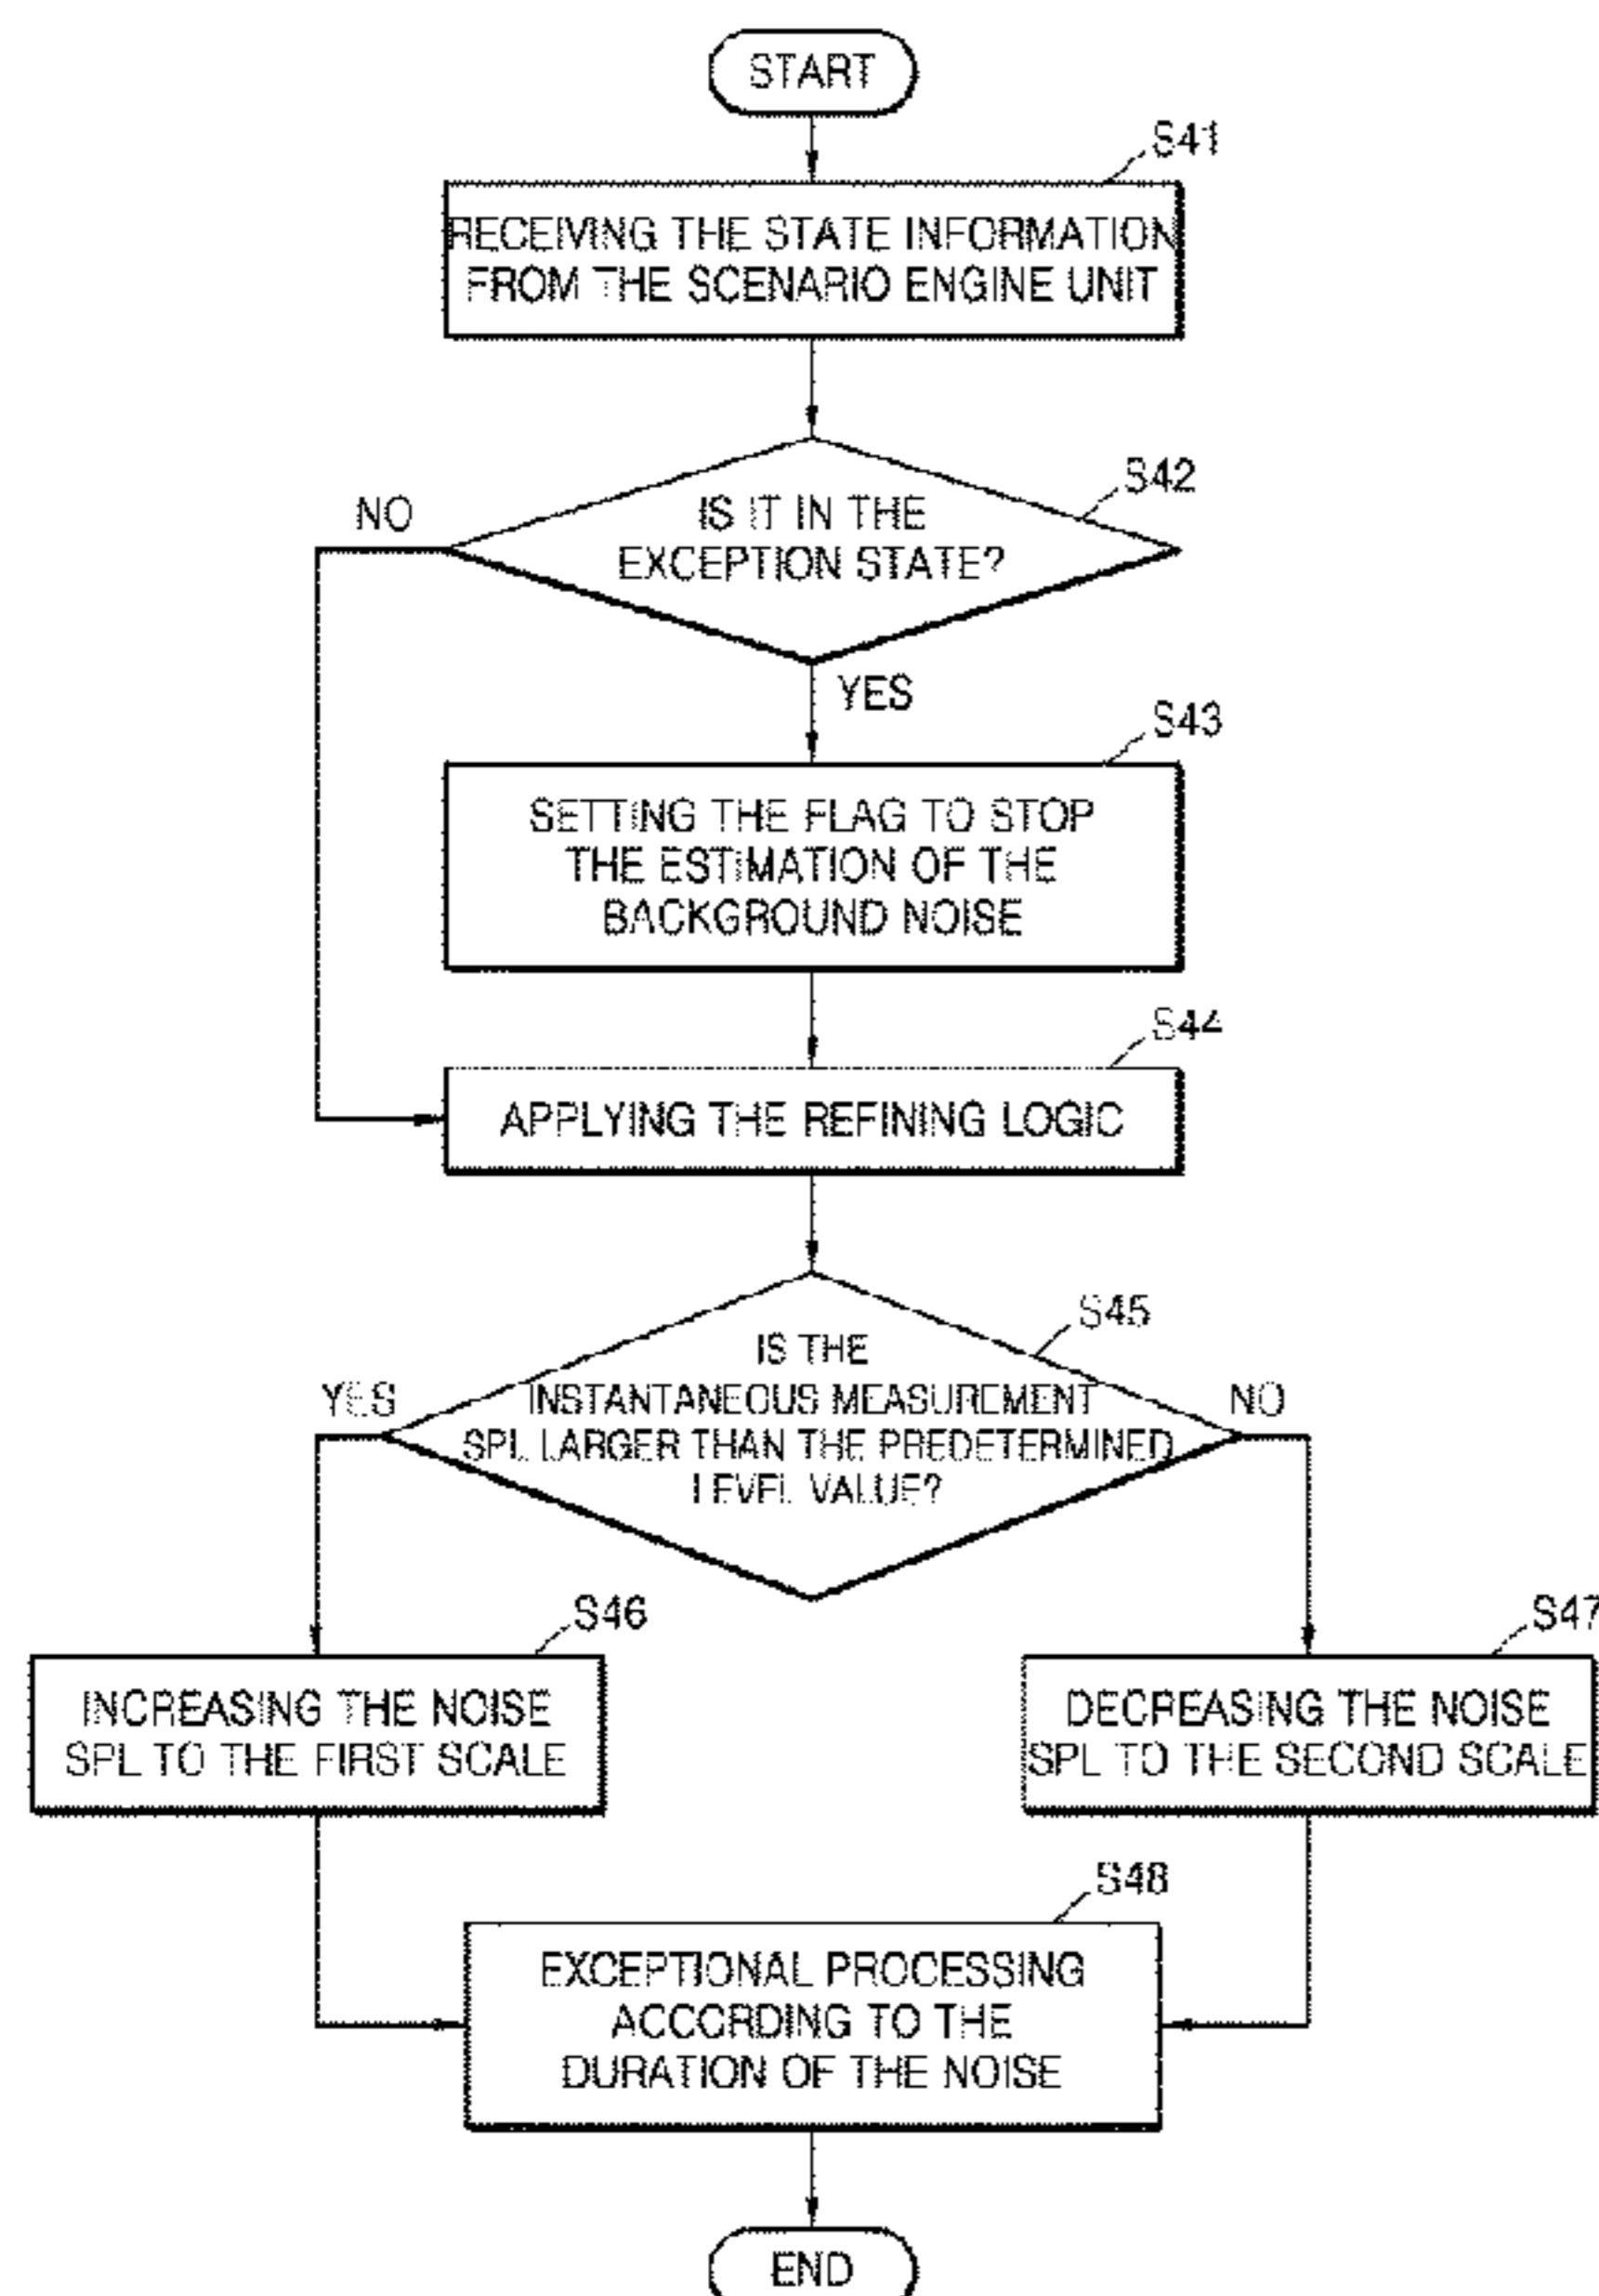 START
S41
RECEIVING THE STATE INFORMATION
FROM THE SCENARIO ENGINE UNIT
S42
NO
IS IT IN THE
EXCEPTION STATE?
YES
S43
SETTING THE FLAG TO STOP
THE ESTIMATION OF THE
BACKGROUND NOISE
S44
APPLYING THE REFINING LOGIC
S45
IS THE
YES
INSTANTANEOUS MEASUREMENT
NO
SPL LARGER THAN THE PREDETERMINED
LEVEL VALUE?
S46
S47
INCREASING THE NOISE
SPL TO THE FIRST SCALE
DECREASING THE NOISE
SPL TO THE SECOND SCALE
S48
EXCEPTIONAL PROCESSING
ACCORDING TO THE
DURATION OF THE NOISE
END